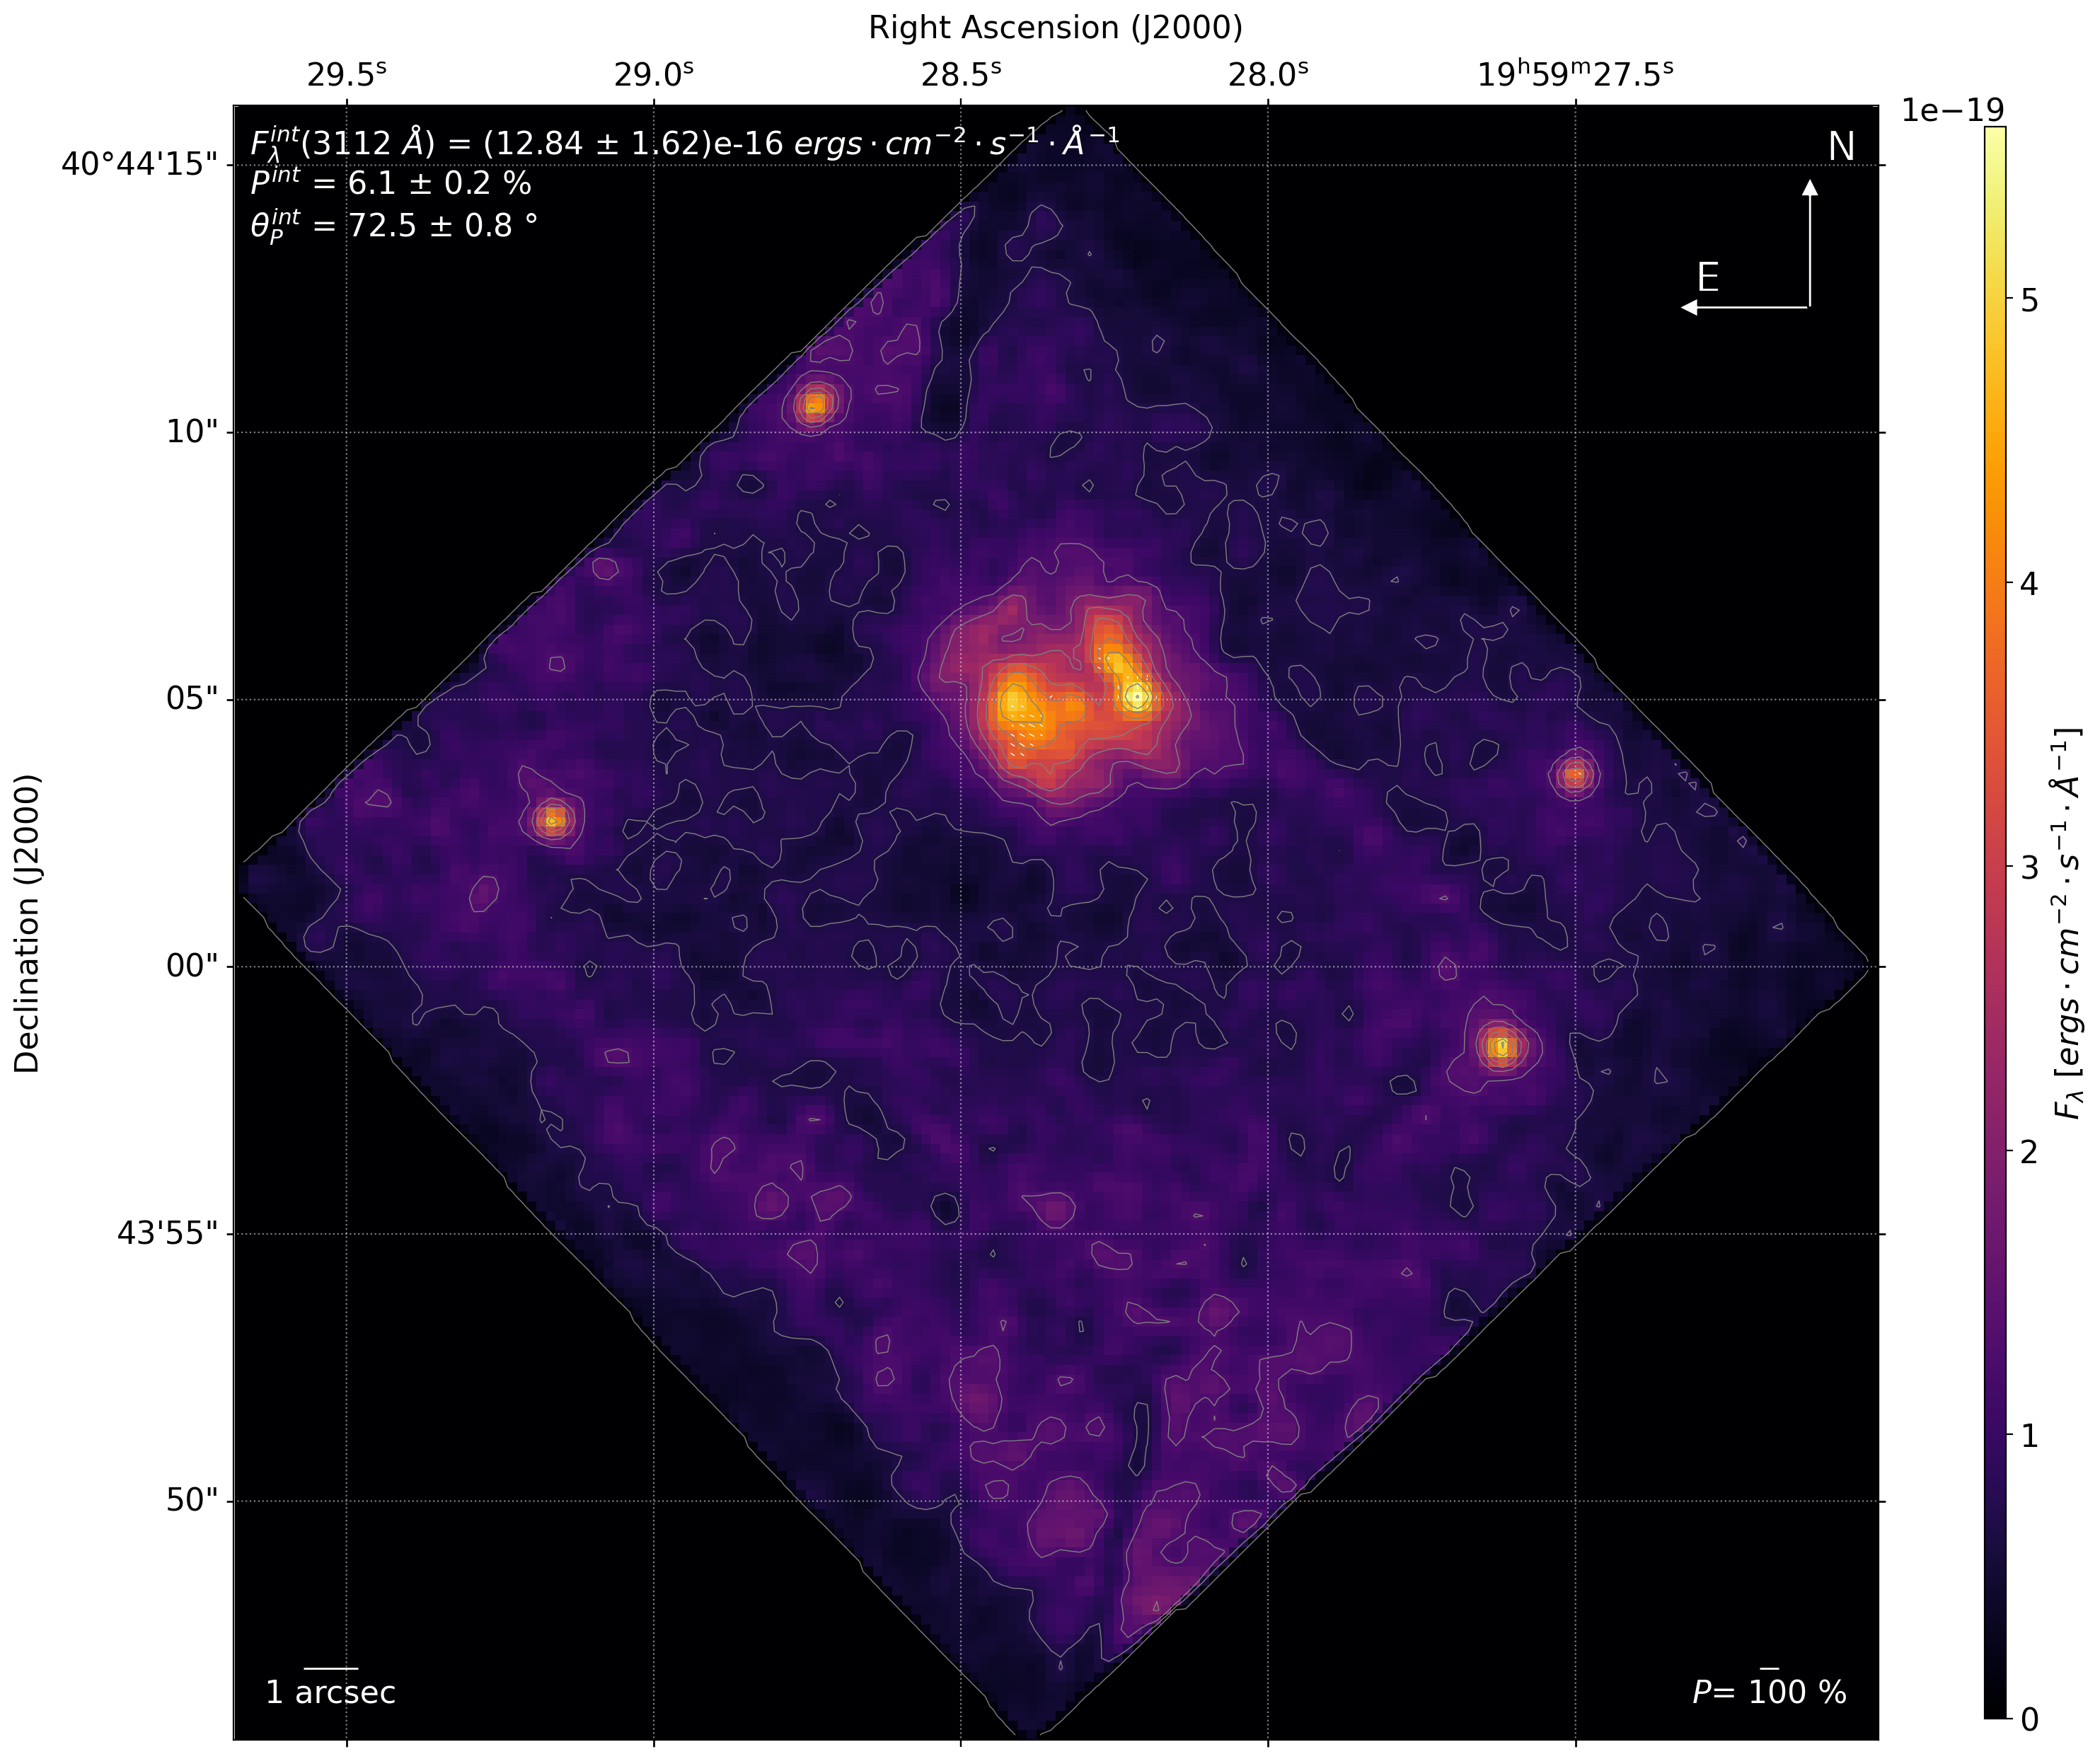 Right Ascension (J2000)
29.5ˢ 29.0ˢ 28.5ˢ 28.0ˢ 19ʰ59ᵐ27.5ˢ
1e−19
F_λ^int(3112 Å) = (12.84 ± 1.62)e-16 ergs · cm⁻² · s⁻¹ · Å⁻¹
P^int = 6.1 ± 0.2 %
θ_P^int = 72.5 ± 0.8 °
N
E
40°44'15"
10"
05"
00"
43'55"
50"
Declination (J2000)
5
4
3
2
1
0
F_λ [ergs · cm⁻² · s⁻¹ · Å⁻¹]
1 arcsec
P= 100 %